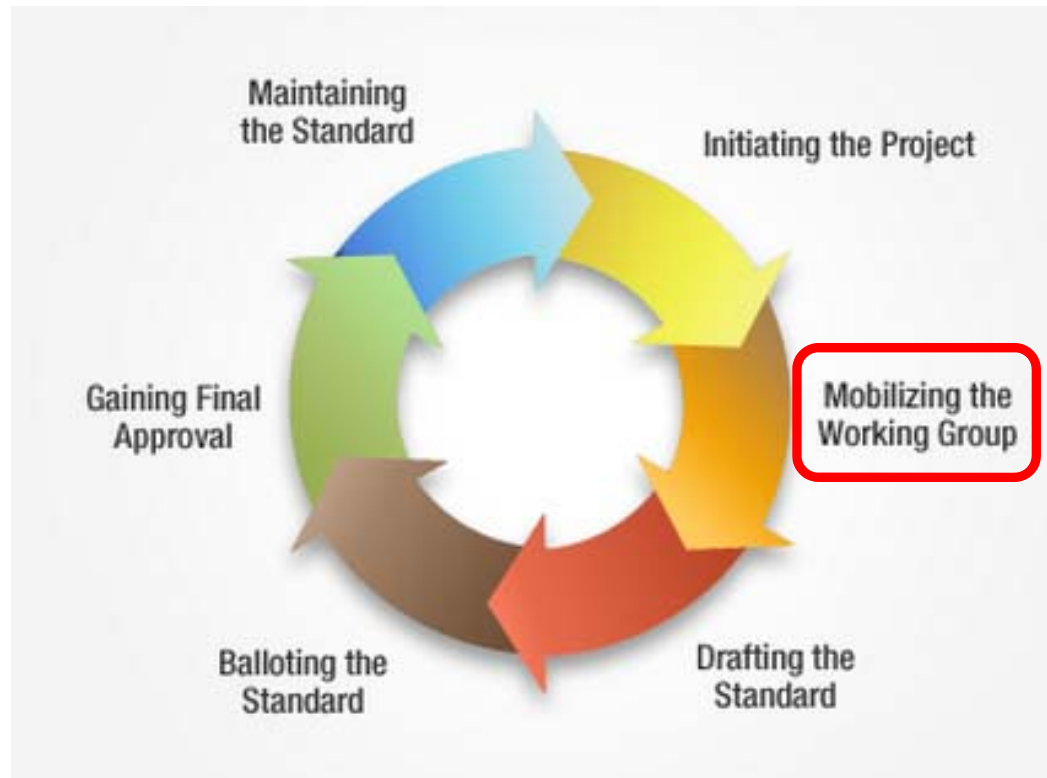 Maintaining
the Standard
Initiating the Project
Mobilizing the
Working Group
Drafting the
Standard
Balloting the
Standard
Gaining Final
Approval